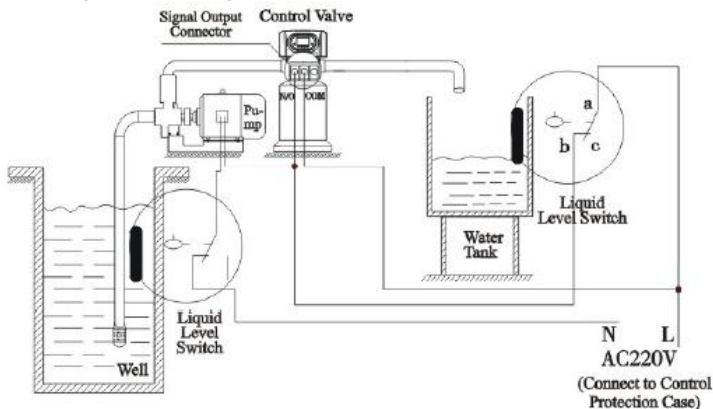 Signal Output
Connector
Control Valve
N/O COM
Pu-
mp
a
b
c
Liquid
Level Switch
Water
Tank
Liquid
Level
Switch
Well
N L
AC220V
(Connect to Control
Protection Case)